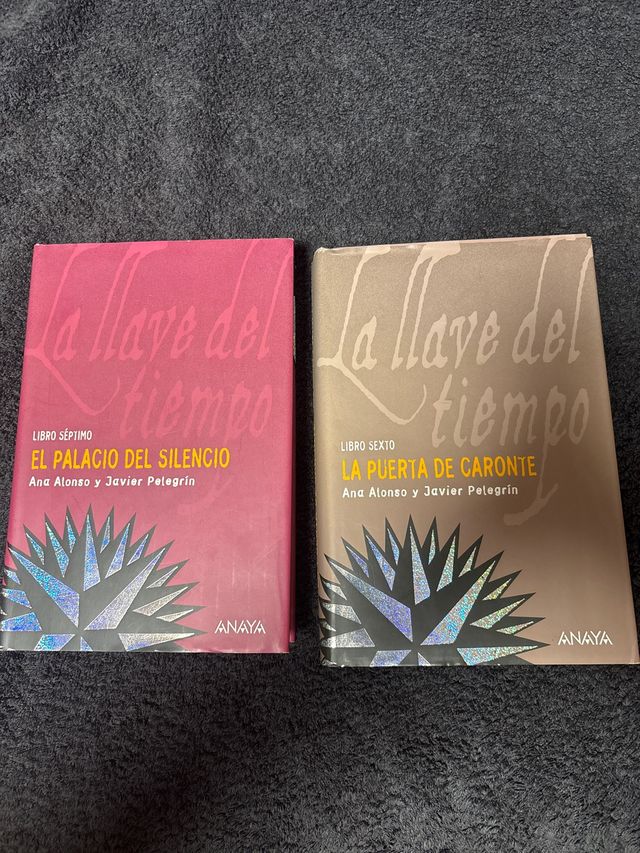 La llave del
tiempo
LIBRO SÉPTIMO
EL PALACIO DEL SILENCIO
Ana Alonso y Javier Pelegrín
ANAYA
La llave del
tiempo
LIBRO SEXTO
LA PUERTA DE CARONTE
Ana Alonso y Javier Pelegrín
ANAYA